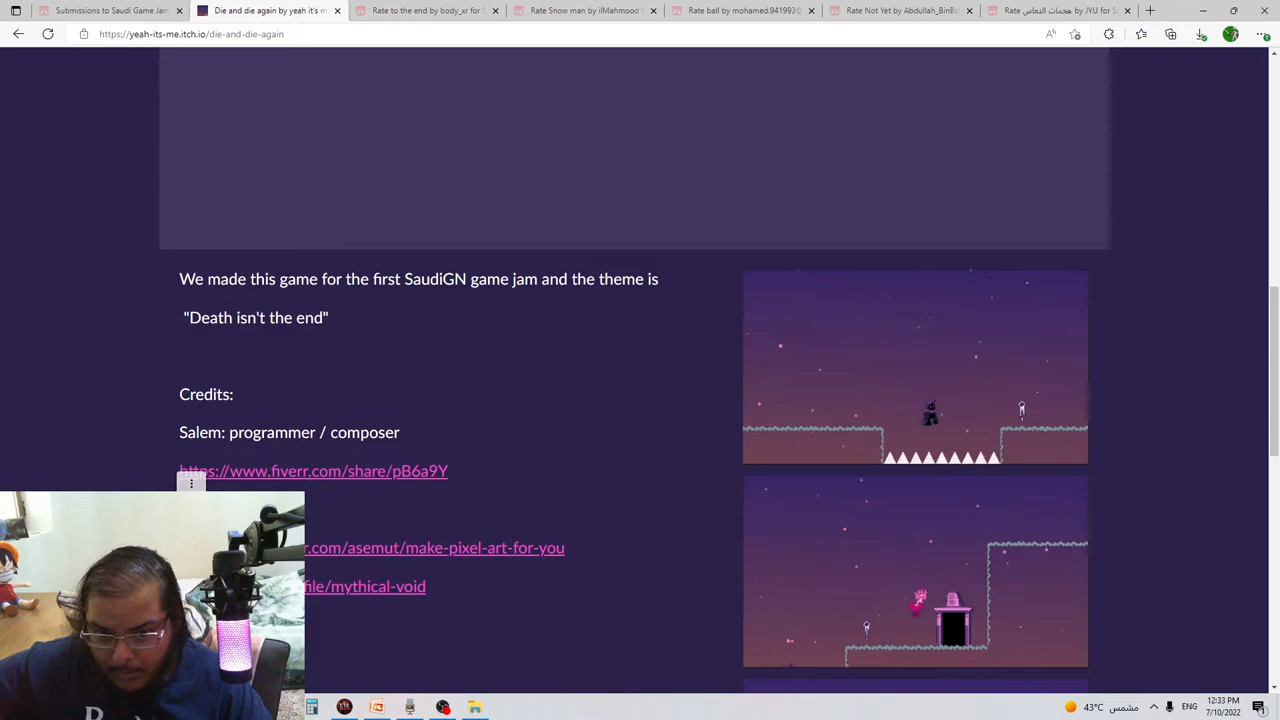 Submissions to Saudi Game Jam
Die and die again by yeah it's m
Rate to the end by body_xr for S
Rate Snow man by ilMahmood f
Rate ball by mohamed.941993@
Rate Not Yet by Abdullah_BinBs
Rate هجمات النفاس by JYU for S
https://yeah-its-me.itch.io/die-and-die-again
We made this game for the first SaudiGN game jam and the theme is
"Death isn't the end"
Credits:
Salem: programmer / composer
https://www.fiverr.com/share/pB6a9Y
r.com/asemut/make-pixel-art-for-you
file/mythical-void
43°C مشمس
ENG
12:33 PM
7/10/2022